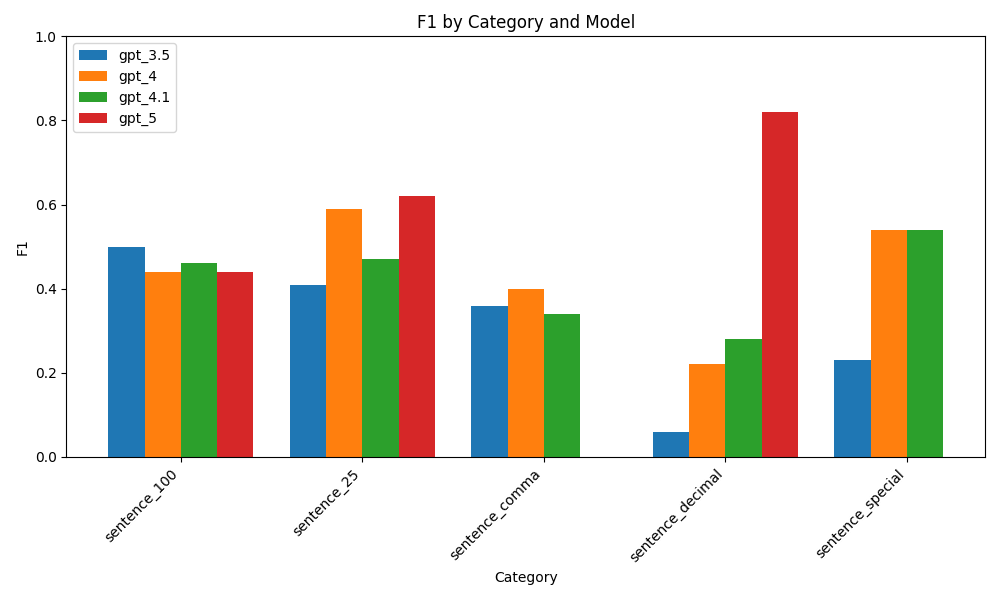 F1 by Category and Model
gpt_3.5
gpt_4
gpt_4.1
gpt_5
F1
1.0
0.8
0.6
0.4
0.2
0.0
sentence_100
sentence_25
sentence_comma
sentence_decimal
sentence_special
Category